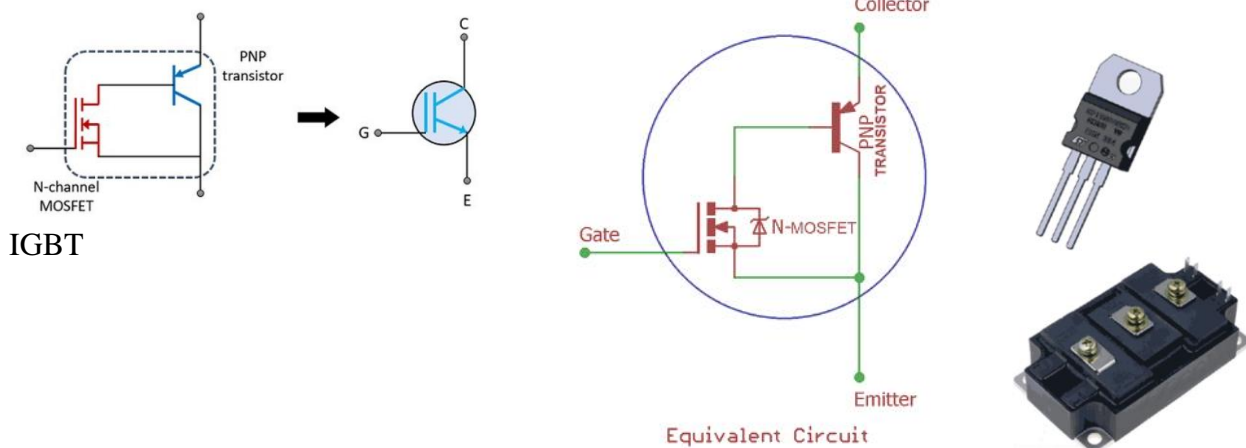 PNP
transistor
N-channel
MOSFET
C
G
E
IGBT
Collector
PNP
TRANSISTOR
Gate
N-MOSFET
Emitter
Equivalent Circuit